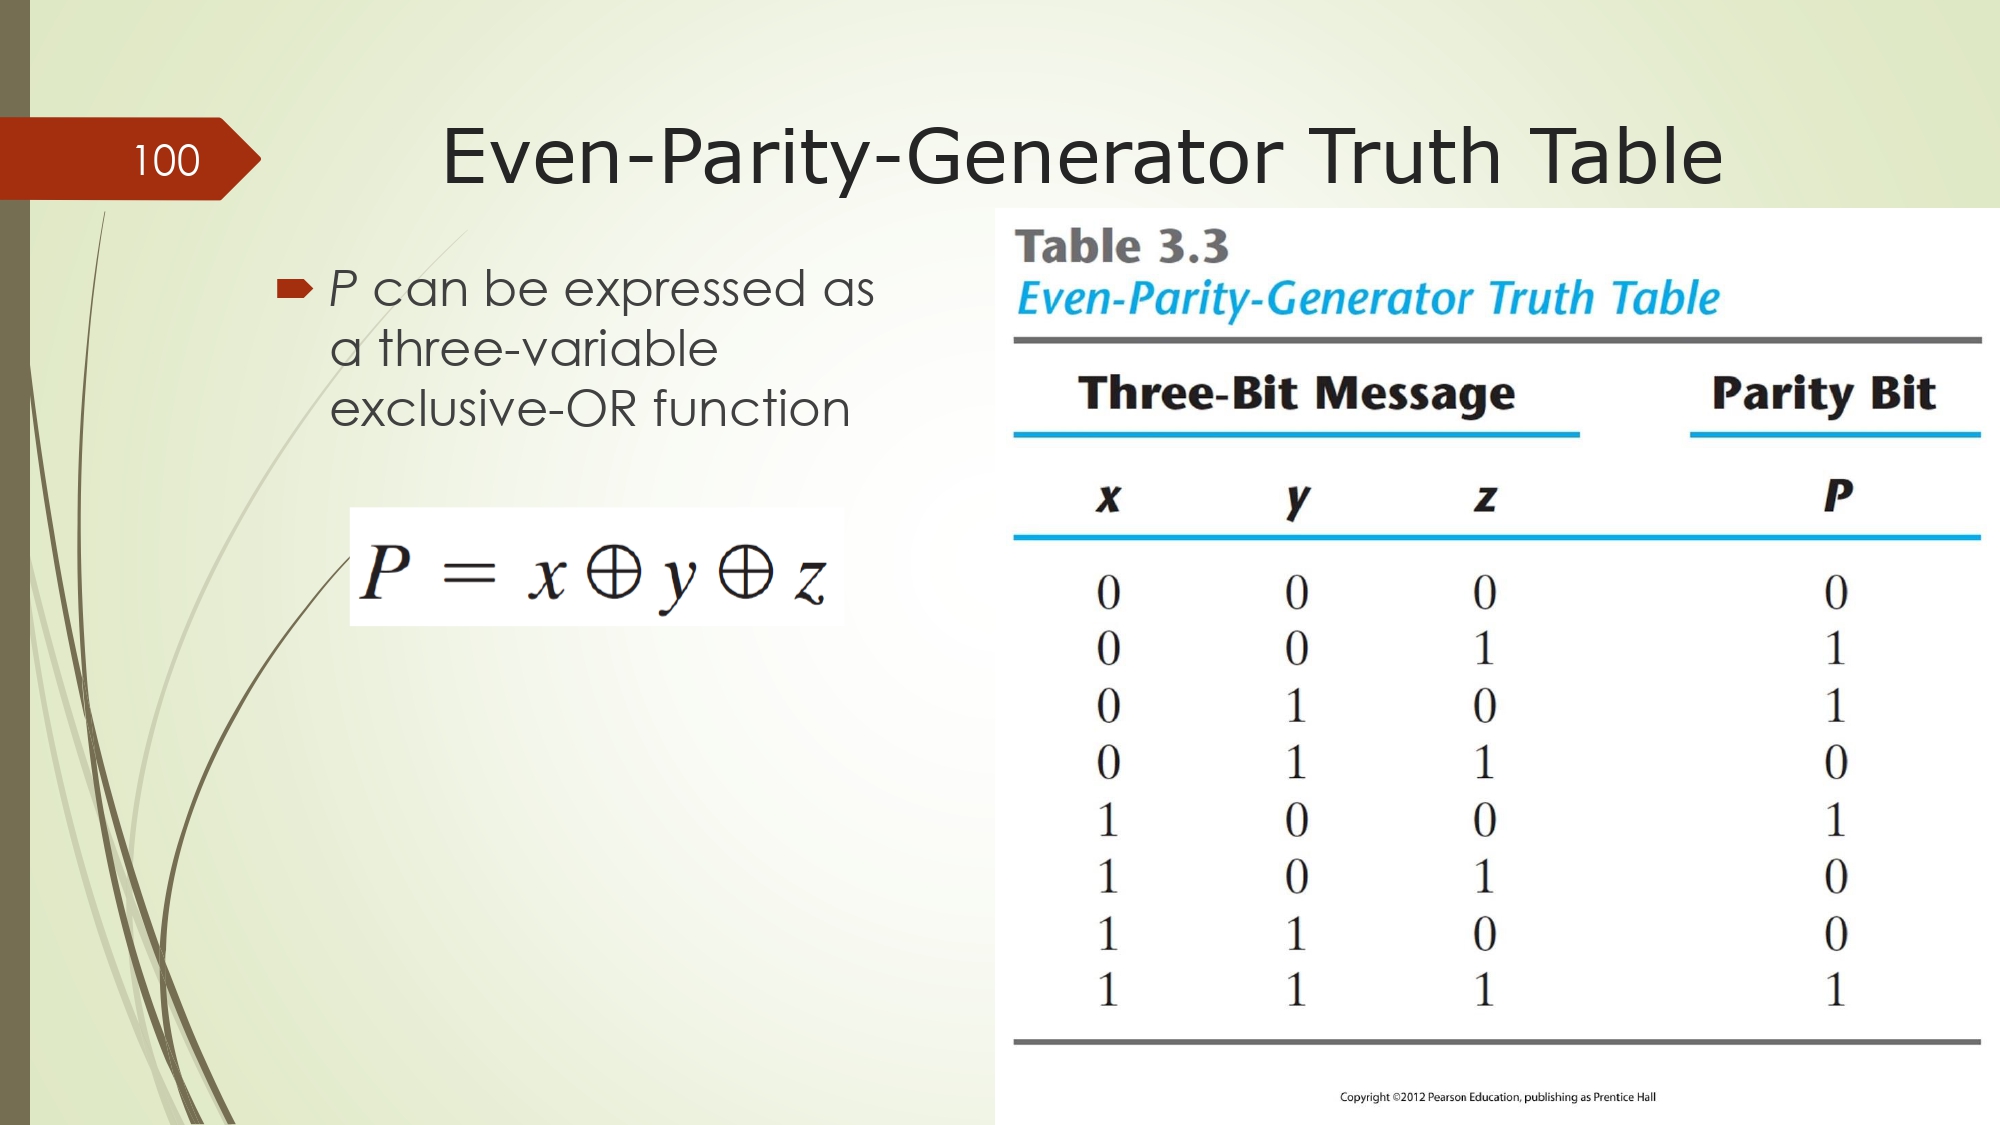 100
Even-Parity-Generator Truth Table
P can be expressed as
a three-variable
exclusive-OR function
P = x ⊕ y ⊕ z
Table 3.3
Even-Parity-Generator Truth Table
Three-Bit Message Parity Bit
x y z P
0 0 0 0
0 0 1 1
0 1 0 1
0 1 1 0
1 0 0 1
1 0 1 0
1 1 0 0
1 1 1 1
Copyright ©2012 Pearson Education, publishing as Prentice Hall